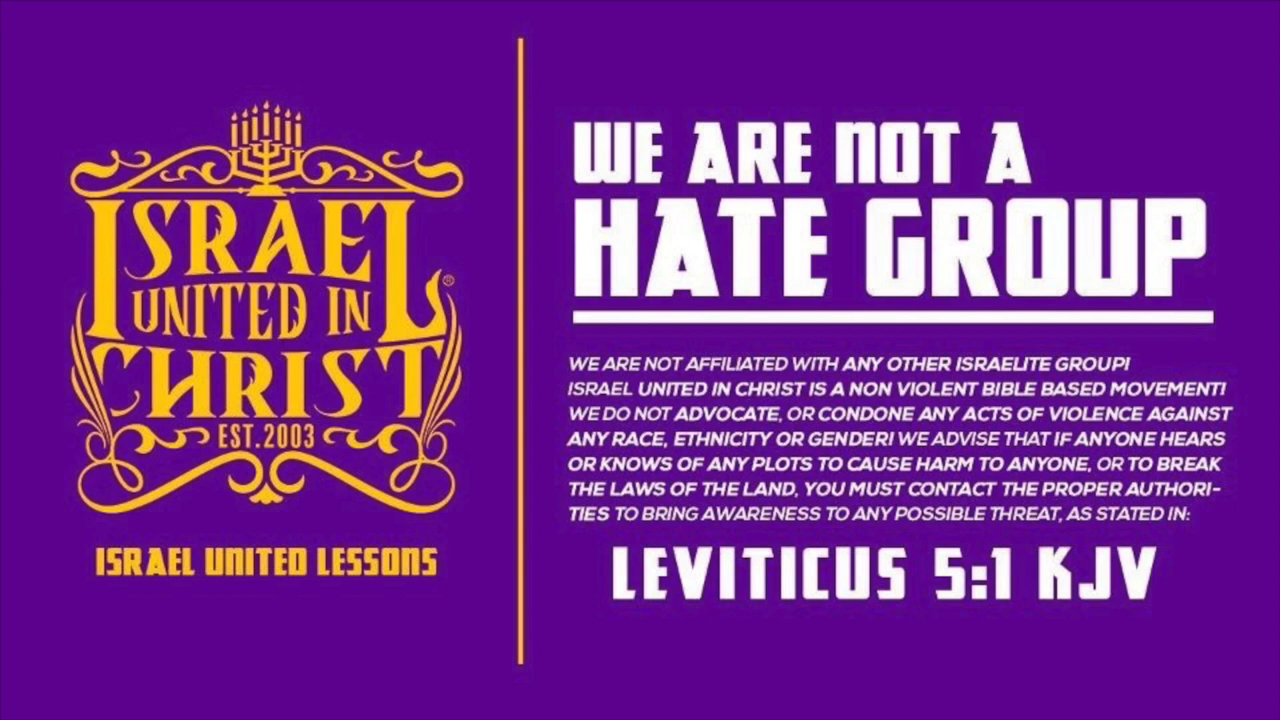 ISRAEL
UNITED IN
CHRIST
EST.2003
ISRAEL UNITED LESSONS
WE ARE NOT A
HATE GROUP
WE ARE NOT AFFILIATED WITH ANY OTHER ISRAELITE GROUP!
ISRAEL UNITED IN CHRIST IS A NON VIOLENT BIBLE BASED MOVEMENT!
WE DO NOT ADVOCATE, OR CONDONE ANY ACTS OF VIOLENCE AGAINST
ANY RACE, ETHNICITY OR GENDER! WE ADVISE THAT IF ANYONE HEARS
OR KNOWS OF ANY PLOTS TO CAUSE HARM TO ANYONE, OR TO BREAK
THE LAWS OF THE LAND, YOU MUST CONTACT THE PROPER AUTHORI-
TIES TO BRING AWARENESS TO ANY POSSIBLE THREAT, AS STATED IN:
LEVITICUS 5:1 KJV